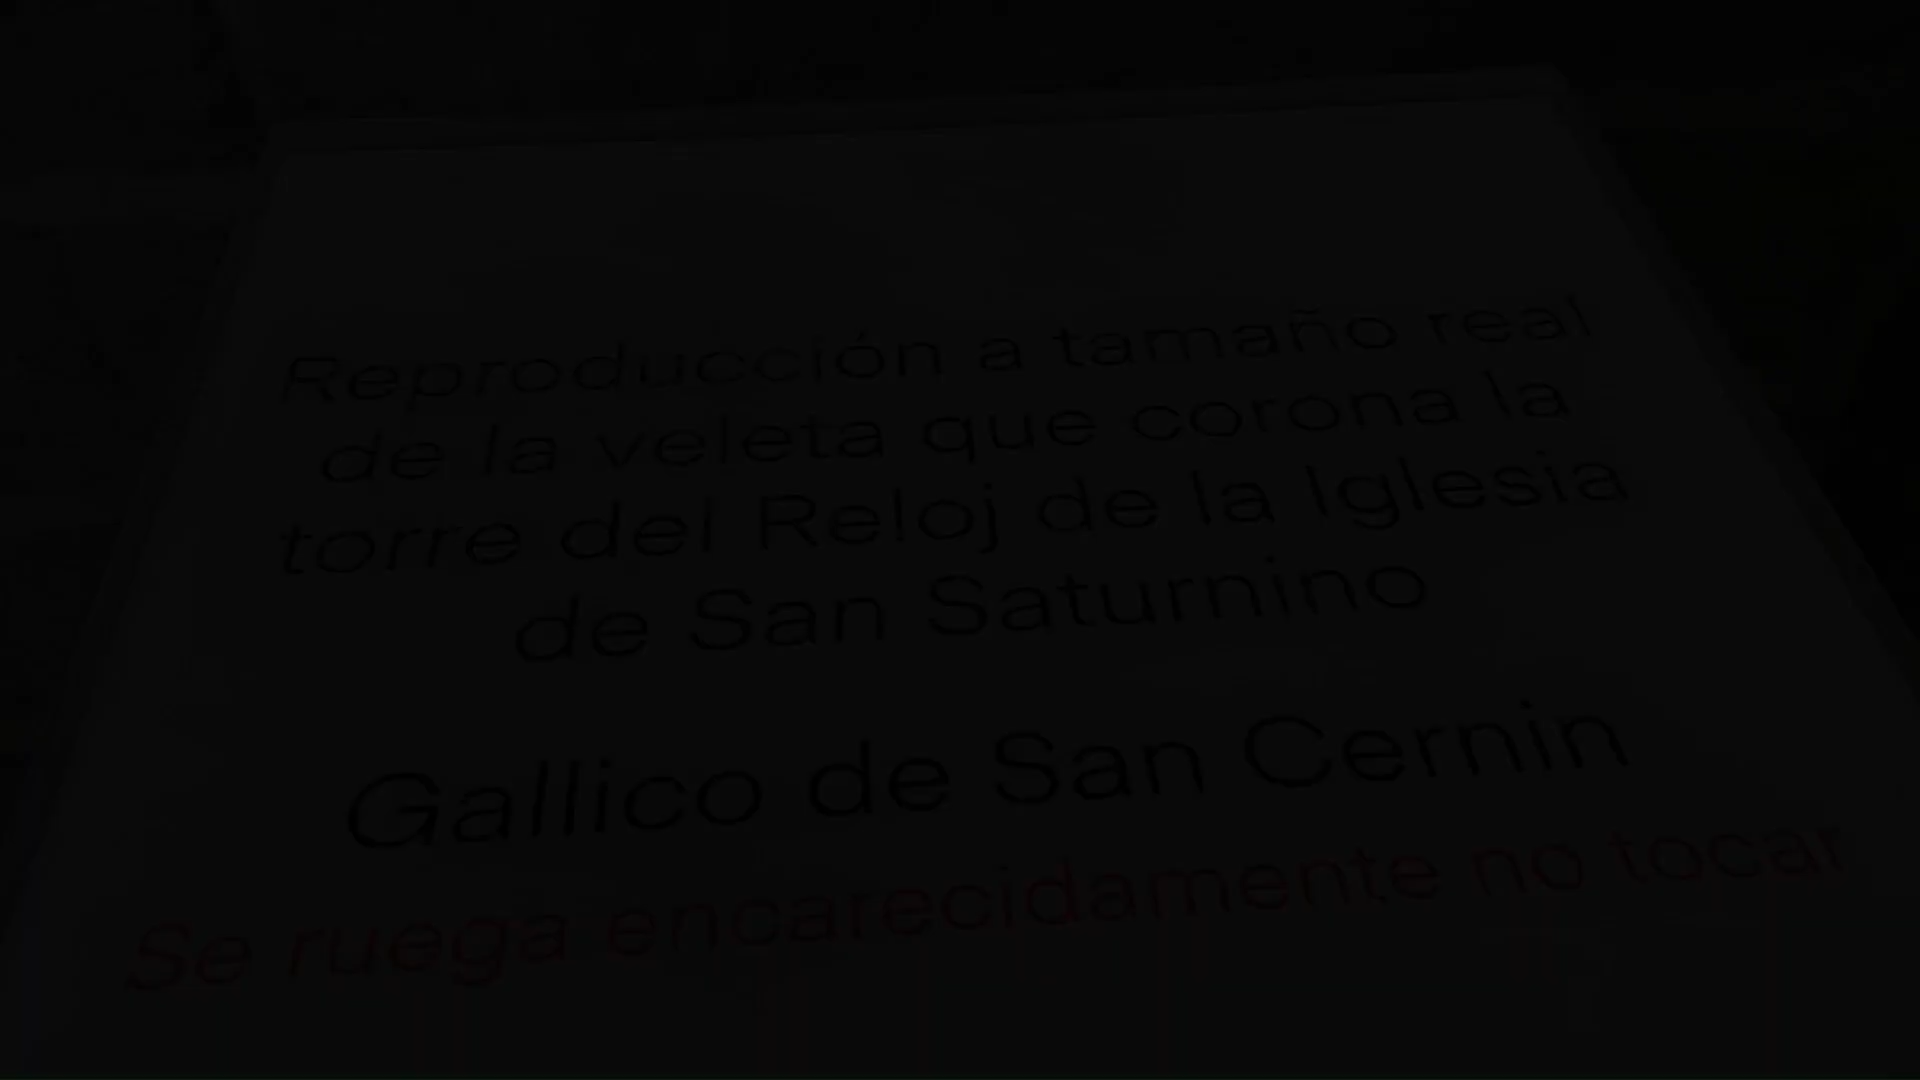 Reproducción a tamaño real
de la veleta que corona la
torre del Reloj de la Iglesia
de San Saturnino
Gallico de San Cernin
Se ruega encarecidamente no tocar